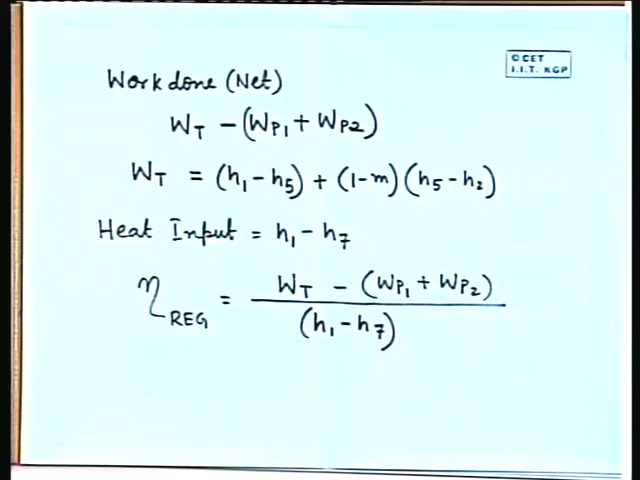 ©CET
I.I.T. KGP
Work done (Net)
W_T - (W_P1 + W_P2)
W_T = (h_1 - h_5) + (1-m)(h_5 - h_2)
Heat Input = h_1 - h_7
η_REG = (W_T - (W_P1 + W_P2)) / (h_1 - h_7)